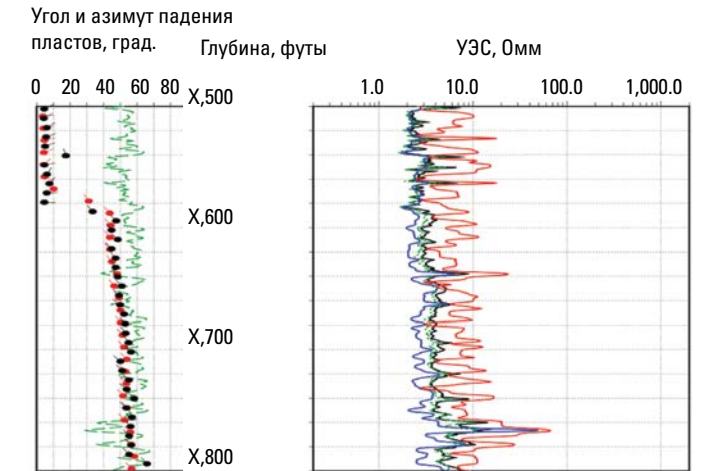 Угол и азимут падения
пластов, град.
Глубина, футы
УЭС, Омм
0 20 40 60 80
X,500
1.0 10.0 100.0 1,000.0
X,600
X,700
X,800